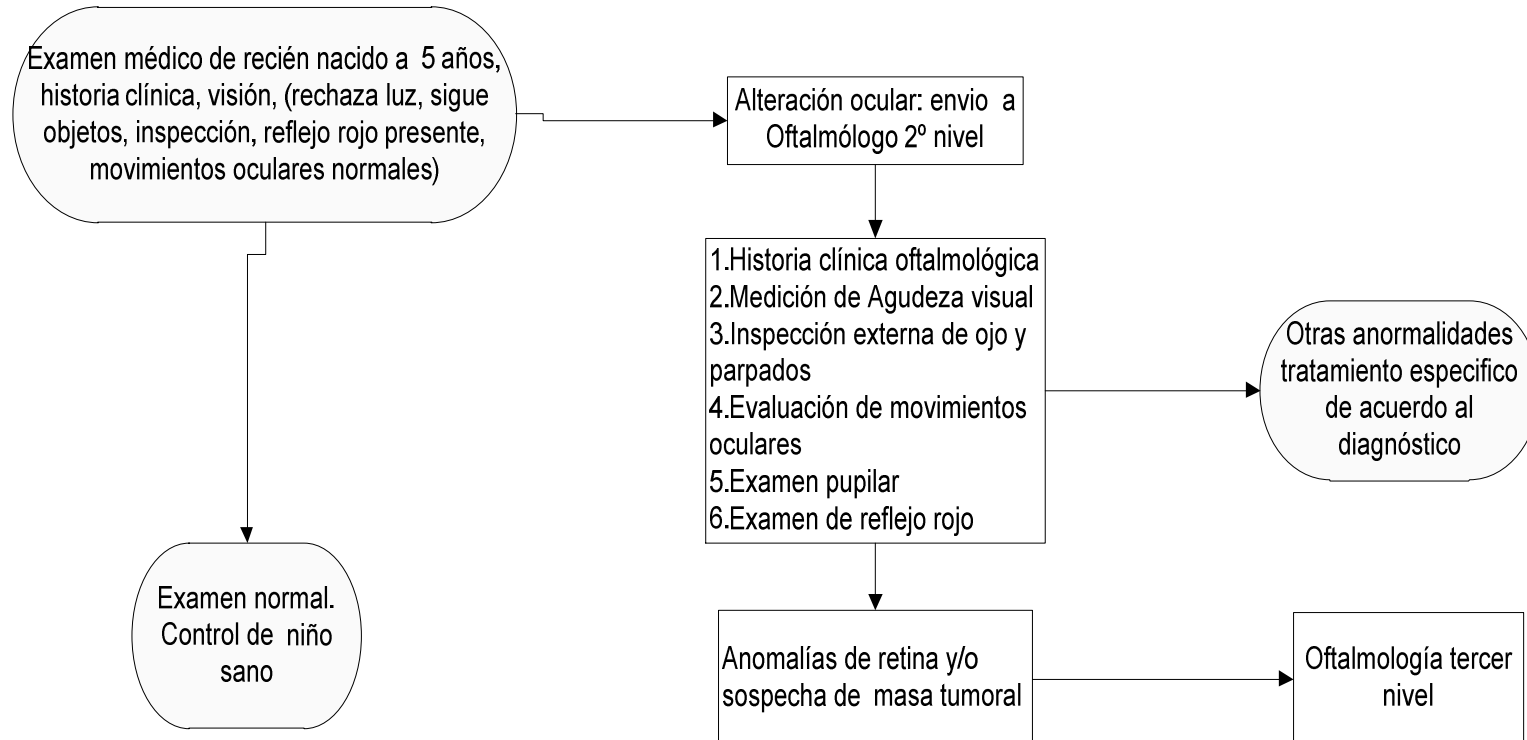 Examen médico de recién nacido a 5 años,
historia clínica, visión, (rechaza luz, sigue
objetos, inspección, reflejo rojo presente,
movimientos oculares normales)
Alteración ocular: envio a
Oftalmólogo 2º nivel
1.Historia clínica oftalmológica
2.Medición de Agudeza visual
3.Inspección externa de ojo y
parpados
4.Evaluación de movimientos
oculares
5.Examen pupilar
6.Examen de reflejo rojo
Otras anormalidades
tratamiento especifico
de acuerdo al
diagnóstico
Examen normal.
Control de niño
sano
Anomalías de retina y/o
sospecha de masa tumoral
Oftalmología tercer
nivel